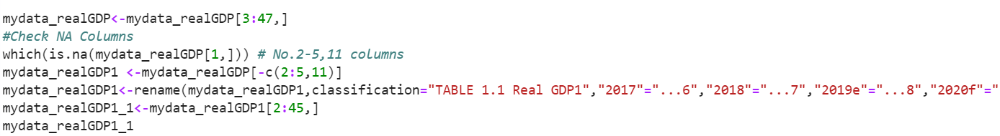 mydata_realGDP<-mydata_realGDP[3:47,]
#Check NA Columns
which(is.na(mydata_realGDP[1,])) # No.2-5,11 columns
mydata_realGDP1 <-mydata_realGDP[-c(2:5,11)]
mydata_realGDP1<-rename(mydata_realGDP1,classification="TABLE 1.1 Real GDP1","2017"="...6","2018"="...7","2019e"="...8","2020f"="
mydata_realGDP1_1<-mydata_realGDP1[2:45,]
mydata_realGDP1_1